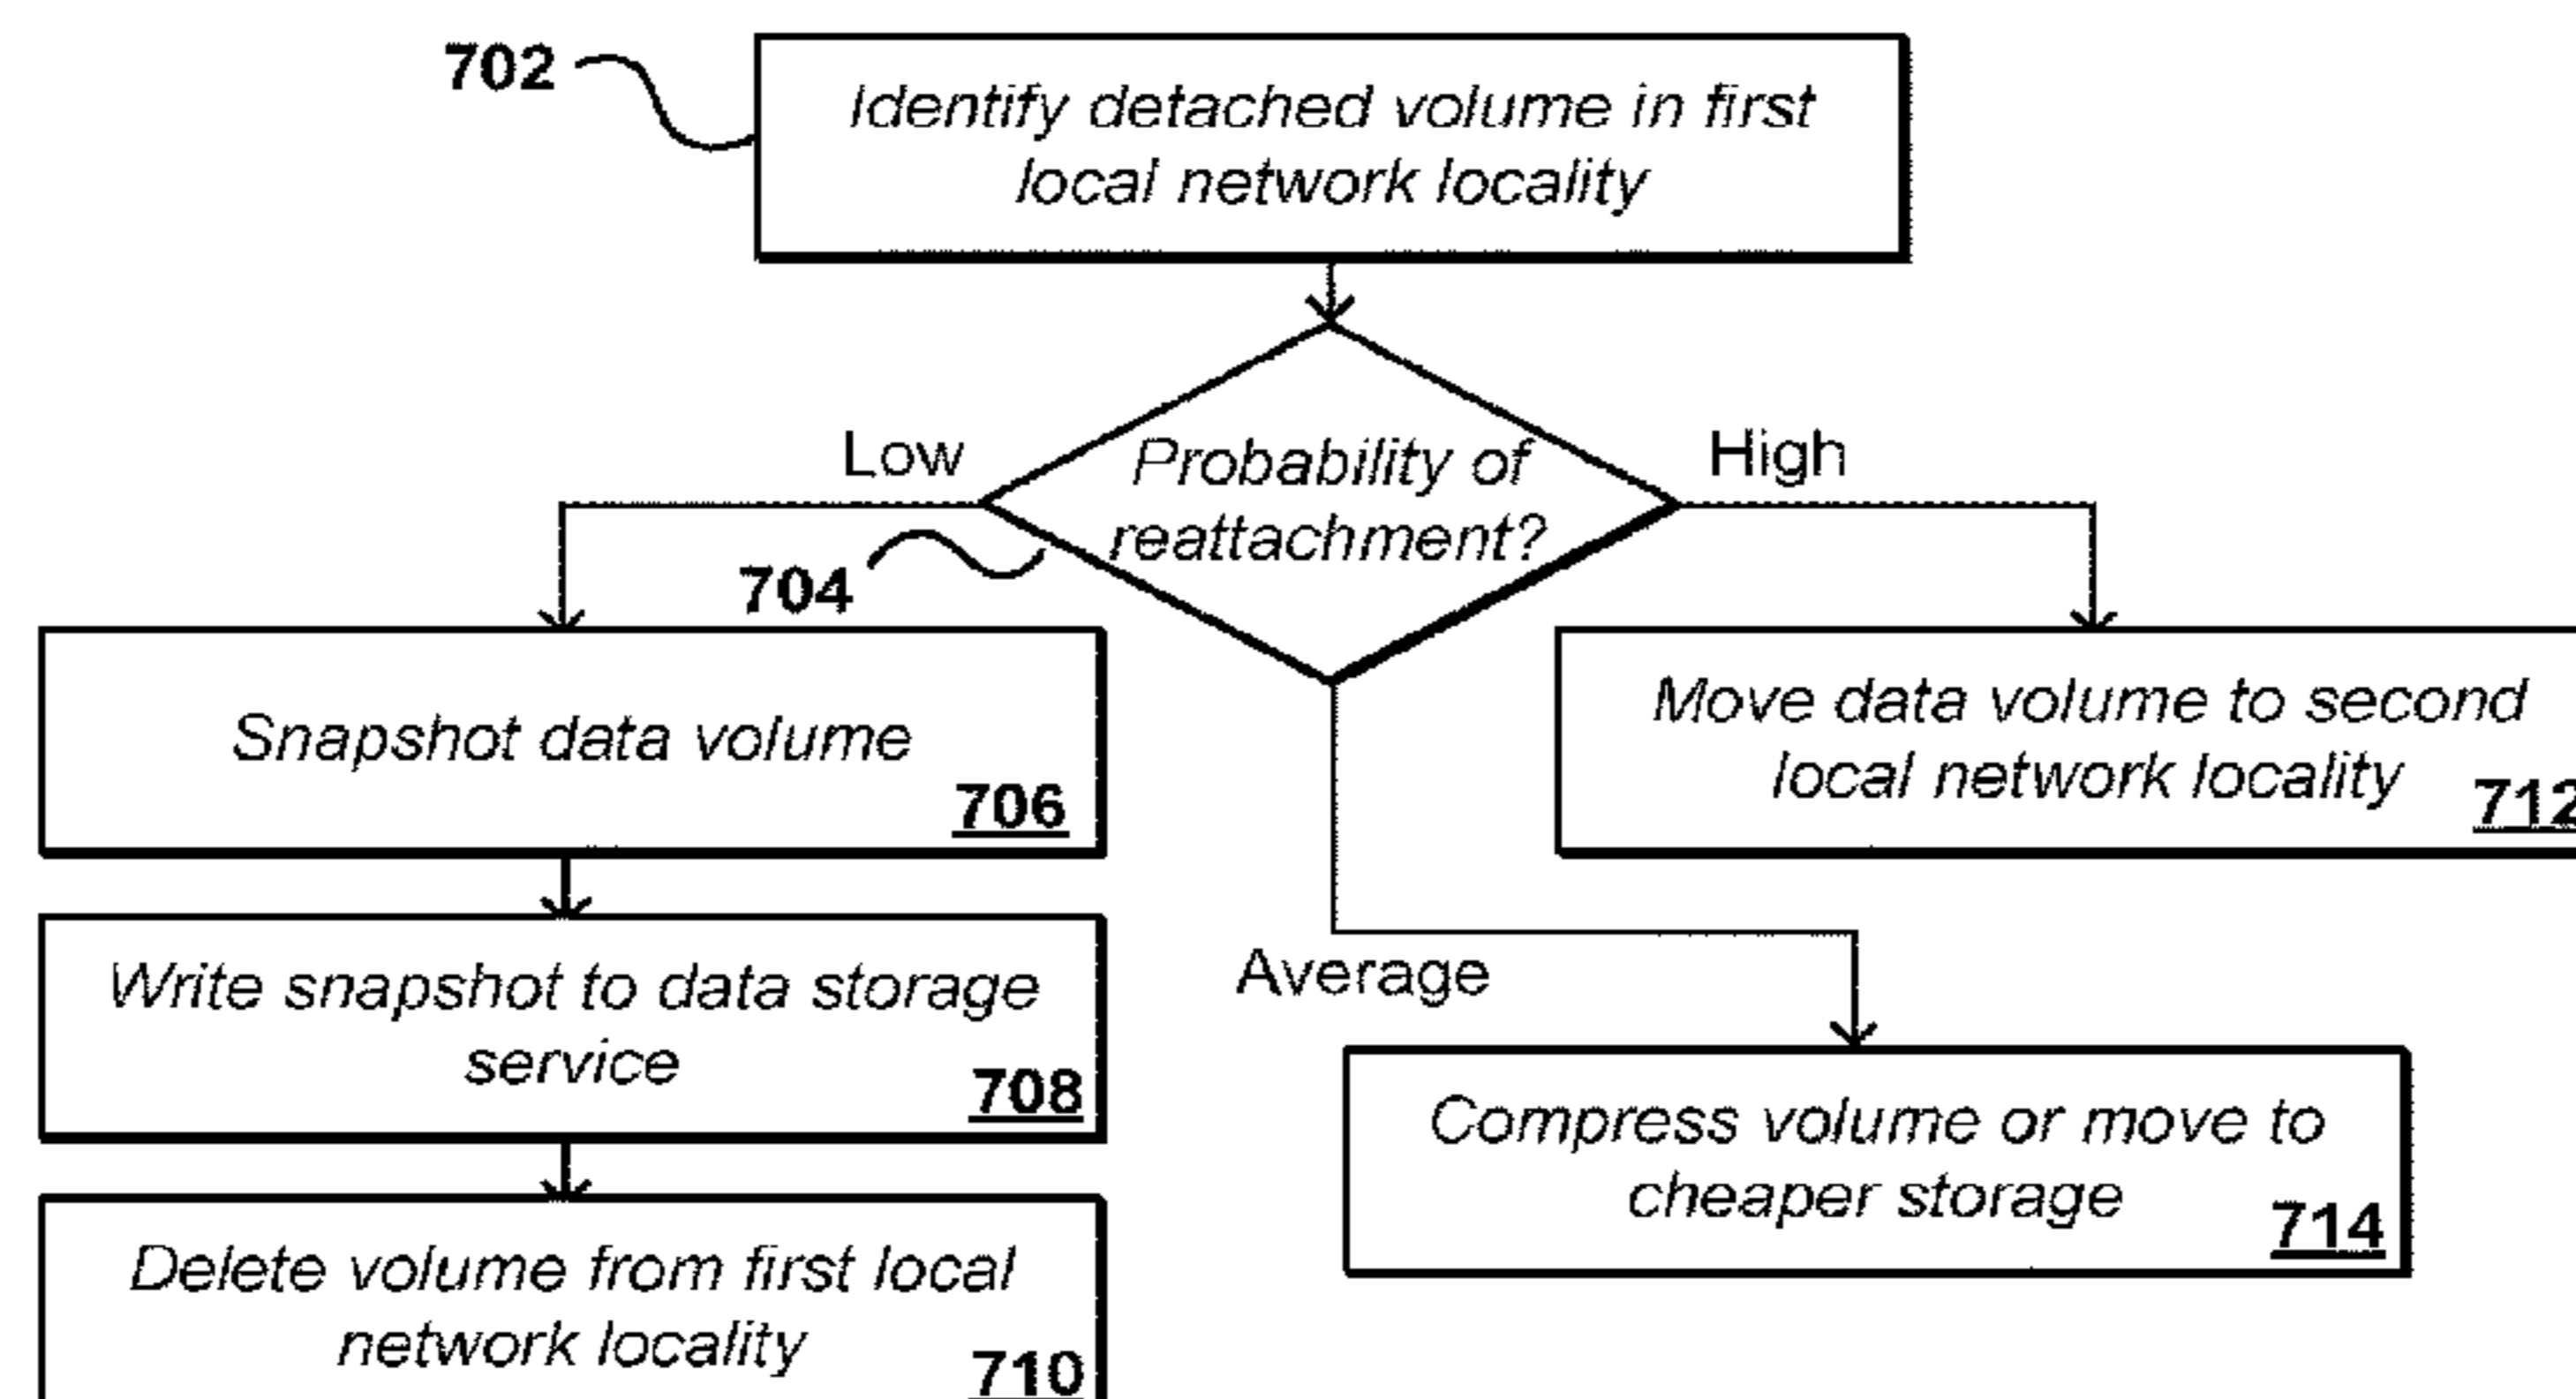 702
Identify detached volume in first
local network locality
Low
Probability of
reattachment?
High
704
Snapshot data volume
706
Move data volume to second
local network locality
712
Write snapshot to data storage
service
708
Average
Compress volume or move to
cheaper storage
714
Delete volume from first local
network locality
710